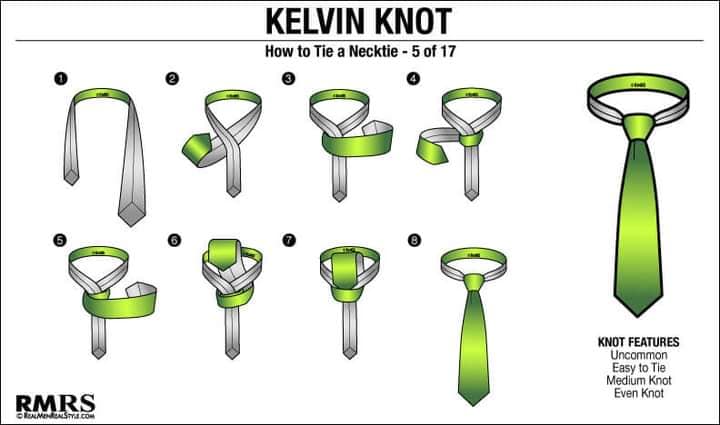 KELVIN KNOT
How to Tie a Necktie - 5 of 17
1
2
3
4
5
6
7
8
KNOT FEATURES
Uncommon
Easy to Tie
Medium Knot
Even Knot
RMRS
© REALMENREALSTYLE.COM